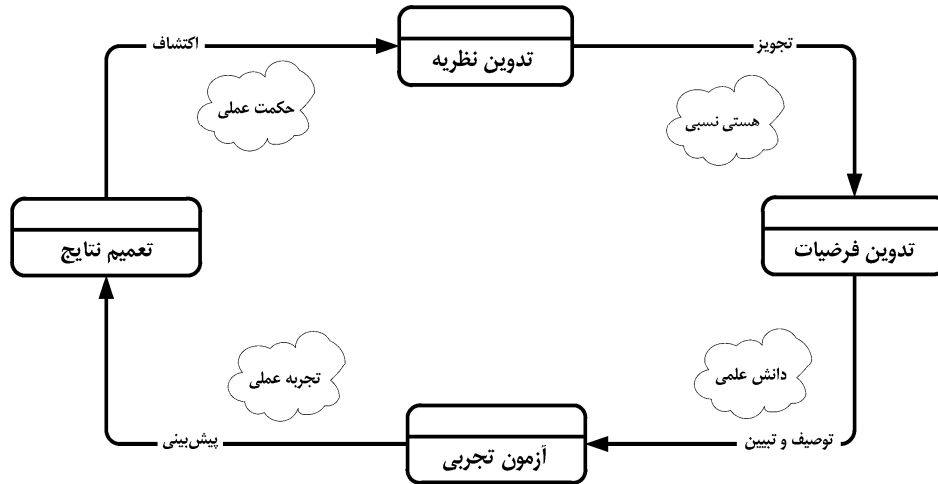 تدوین نظریه
تجویز
هستی نسبی
تدوین فرضیات
دانش علمی
توصیف و تبیین
آزمون تجربی
پیش‌بینی
تجربه عملی
تعمیم نتایج
اکتشاف
حکمت عملی